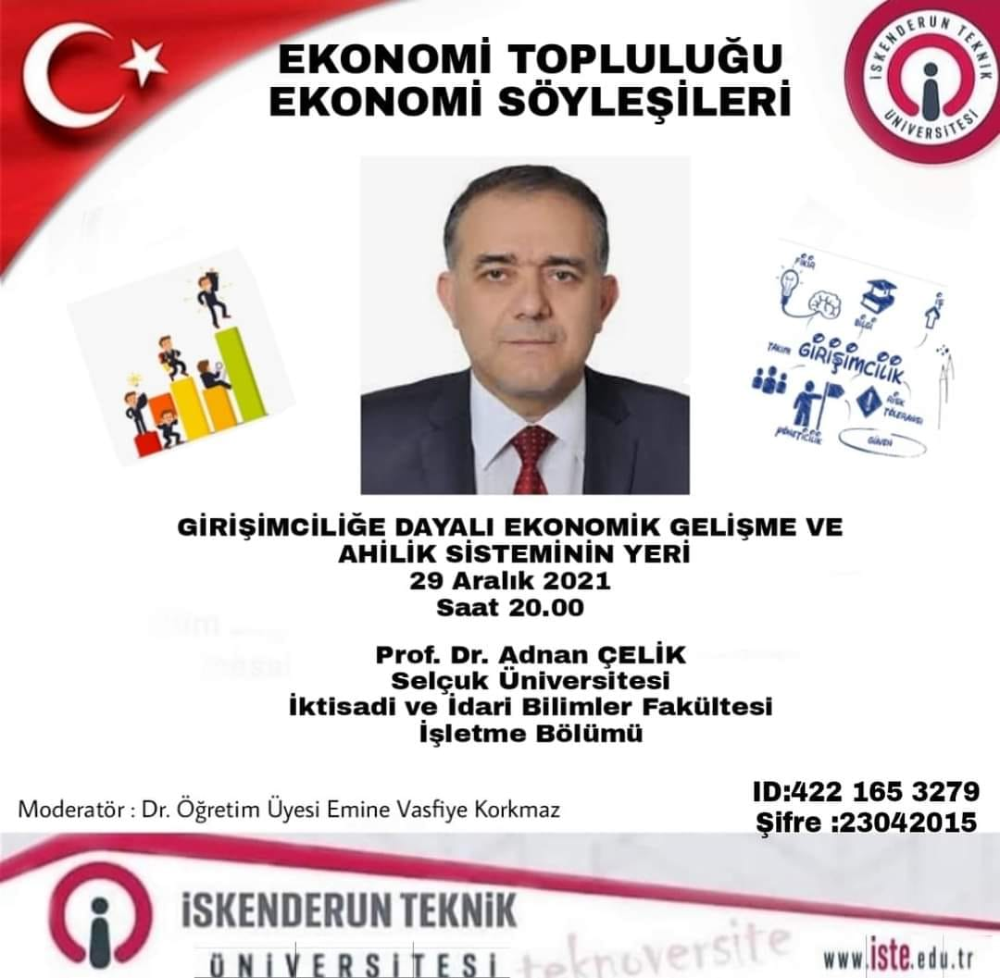 EKONOMİ TOPLULUĞU
EKONOMİ SÖYLEŞİLERİ
İSKENDERUN TEKNİK
ÜNİVERSİTESİ
FİKİR
BİLGİ
İŞ
TAKIM
GİRİŞİMCİLİK
RİSK
TOLERANSI
YÖNETİCİLİK
GÜVEN
GİRİŞİMCİLİĞE DAYALI EKONOMİK GELİŞME VE
AHİLİK SİSTEMİNİN YERİ
29 Aralık 2021
Saat 20.00
Prof. Dr. Adnan ÇELİK
Selçuk Üniversitesi
İktisadi ve İdari Bilimler Fakültesi
İşletme Bölümü
ID:422 165 3279
Şifre :23042015
Moderatör : Dr. Öğretim Üyesi Emine Vasfiye Korkmaz
İSKENDERUN TEKNİK
ÜNİVERSİTESİ
teknoversite
www.iste.edu.tr